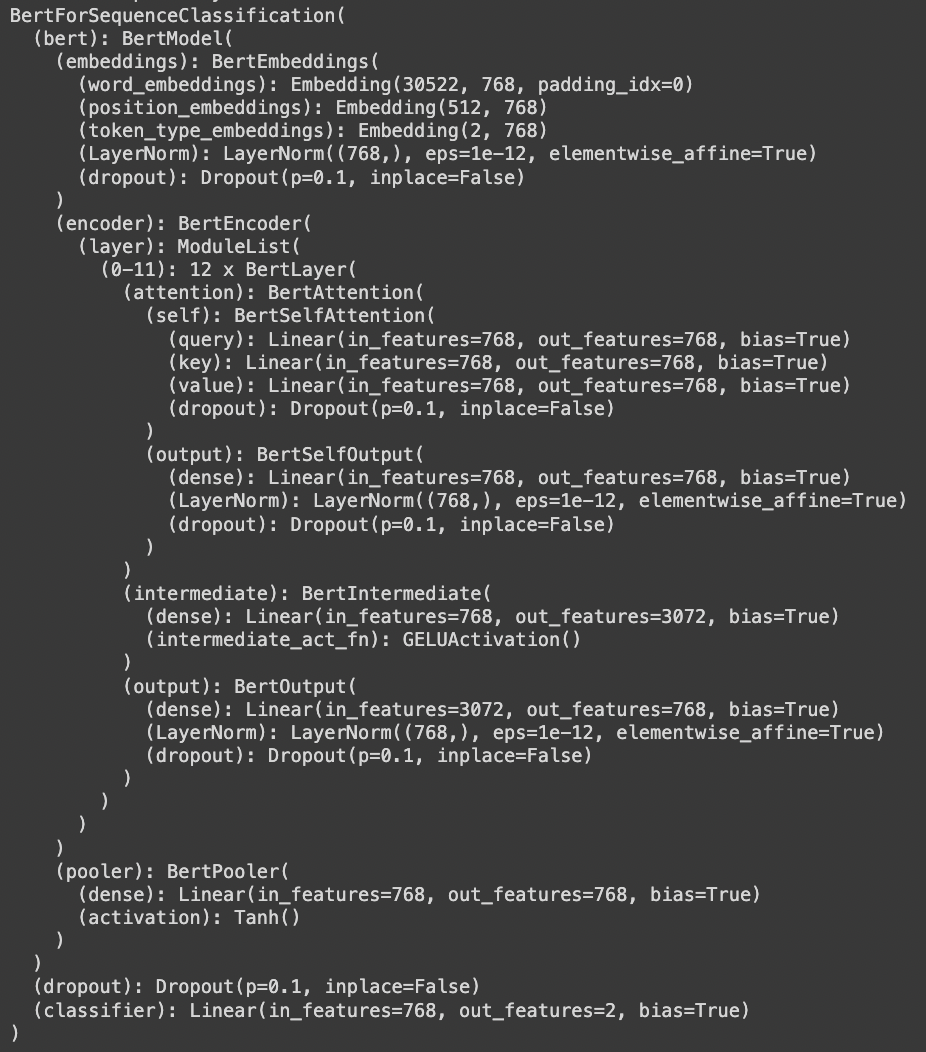 BertForSequenceClassification(
  (bert): BertModel(
    (embeddings): BertEmbeddings(
      (word_embeddings): Embedding(30522, 768, padding_idx=0)
      (position_embeddings): Embedding(512, 768)
      (token_type_embeddings): Embedding(2, 768)
      (LayerNorm): LayerNorm((768,), eps=1e-12, elementwise_affine=True)
      (dropout): Dropout(p=0.1, inplace=False)
    )
    (encoder): BertEncoder(
      (layer): ModuleList(
        (0-11): 12 x BertLayer(
          (attention): BertAttention(
            (self): BertSelfAttention(
              (query): Linear(in_features=768, out_features=768, bias=True)
              (key): Linear(in_features=768, out_features=768, bias=True)
              (value): Linear(in_features=768, out_features=768, bias=True)
              (dropout): Dropout(p=0.1, inplace=False)
            )
            (output): BertSelfOutput(
              (dense): Linear(in_features=768, out_features=768, bias=True)
              (LayerNorm): LayerNorm((768,), eps=1e-12, elementwise_affine=True)
              (dropout): Dropout(p=0.1, inplace=False)
            )
          )
          (intermediate): BertIntermediate(
            (dense): Linear(in_features=768, out_features=3072, bias=True)
            (intermediate_act_fn): GELUActivation()
          )
          (output): BertOutput(
            (dense): Linear(in_features=3072, out_features=768, bias=True)
            (LayerNorm): LayerNorm((768,), eps=1e-12, elementwise_affine=True)
            (dropout): Dropout(p=0.1, inplace=False)
          )
        )
      )
    )
    (pooler): BertPooler(
      (dense): Linear(in_features=768, out_features=768, bias=True)
      (activation): Tanh()
    )
  )
  (dropout): Dropout(p=0.1, inplace=False)
  (classifier): Linear(in_features=768, out_features=2, bias=True)
)